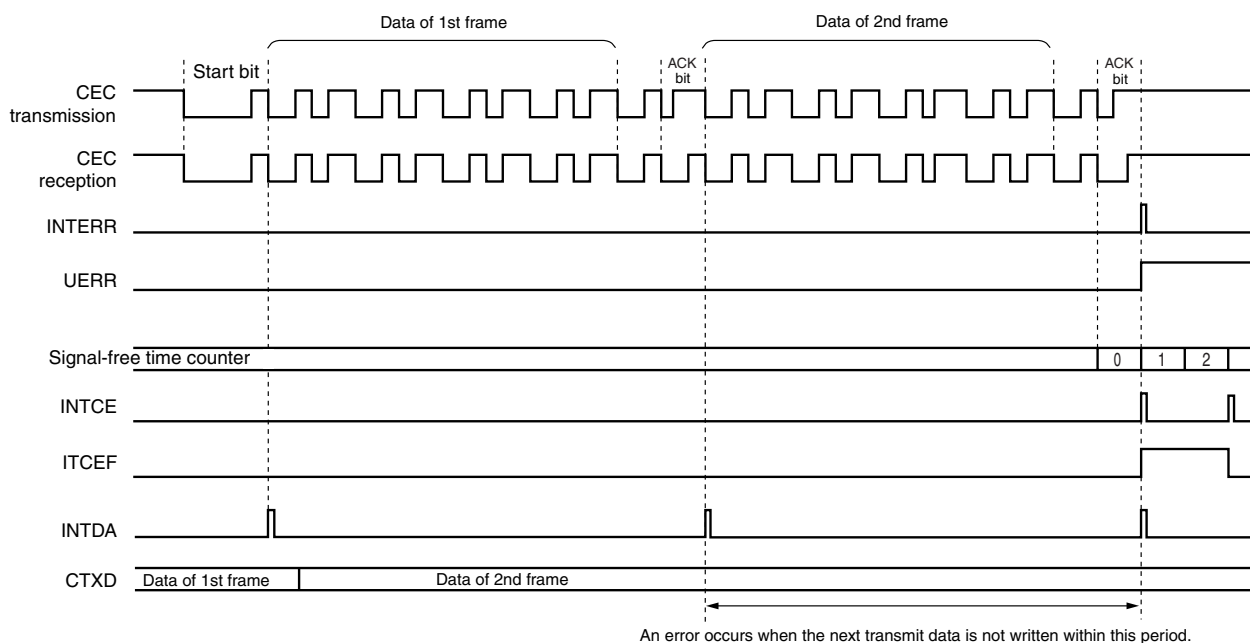 Data of 1st frame
Data of 2nd frame
Start bit
ACK
bit
ACK
bit
CEC
transmission
CEC
reception
INTERR
UERR
Signal-free time counter
0 1 2
INTCE
ITCEF
INTDA
CTXD Data of 1st frame Data of 2nd frame
An error occurs when the next transmit data is not written within this period.